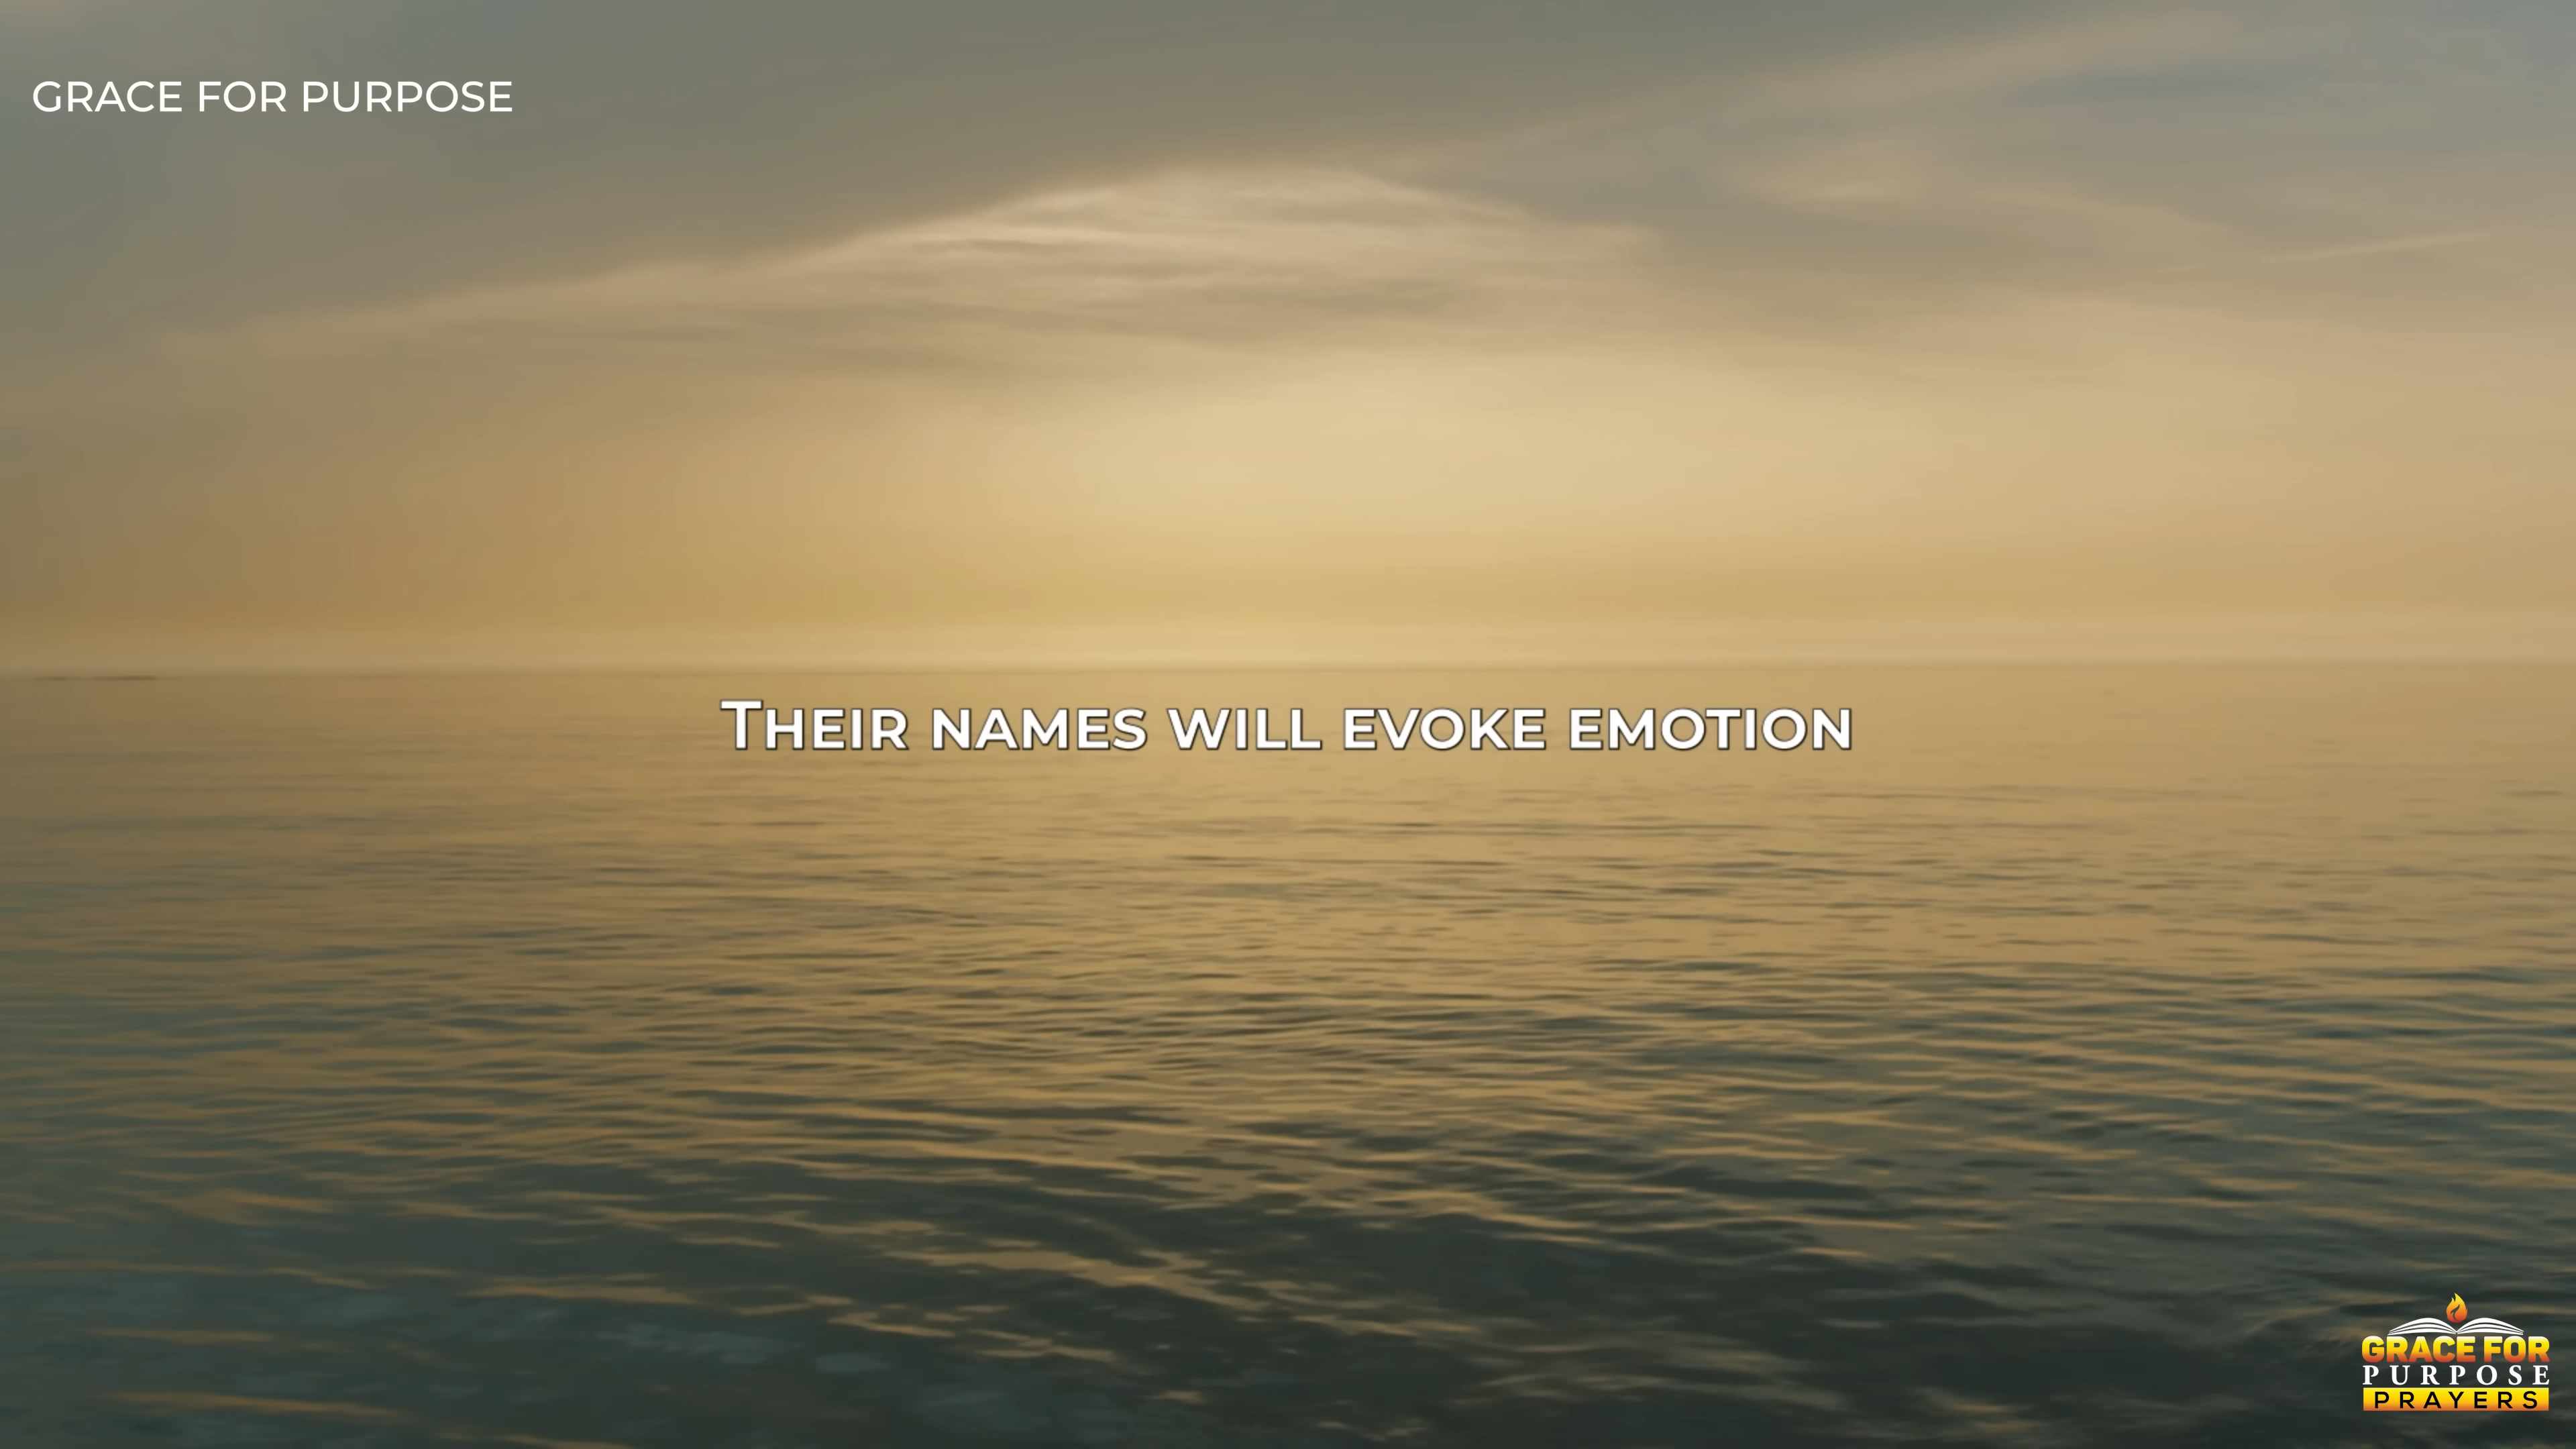 GRACE FOR PURPOSE
THEIR NAMES WILL EVOKE EMOTION
GRACE FOR
PURPOSE
PRAYERS